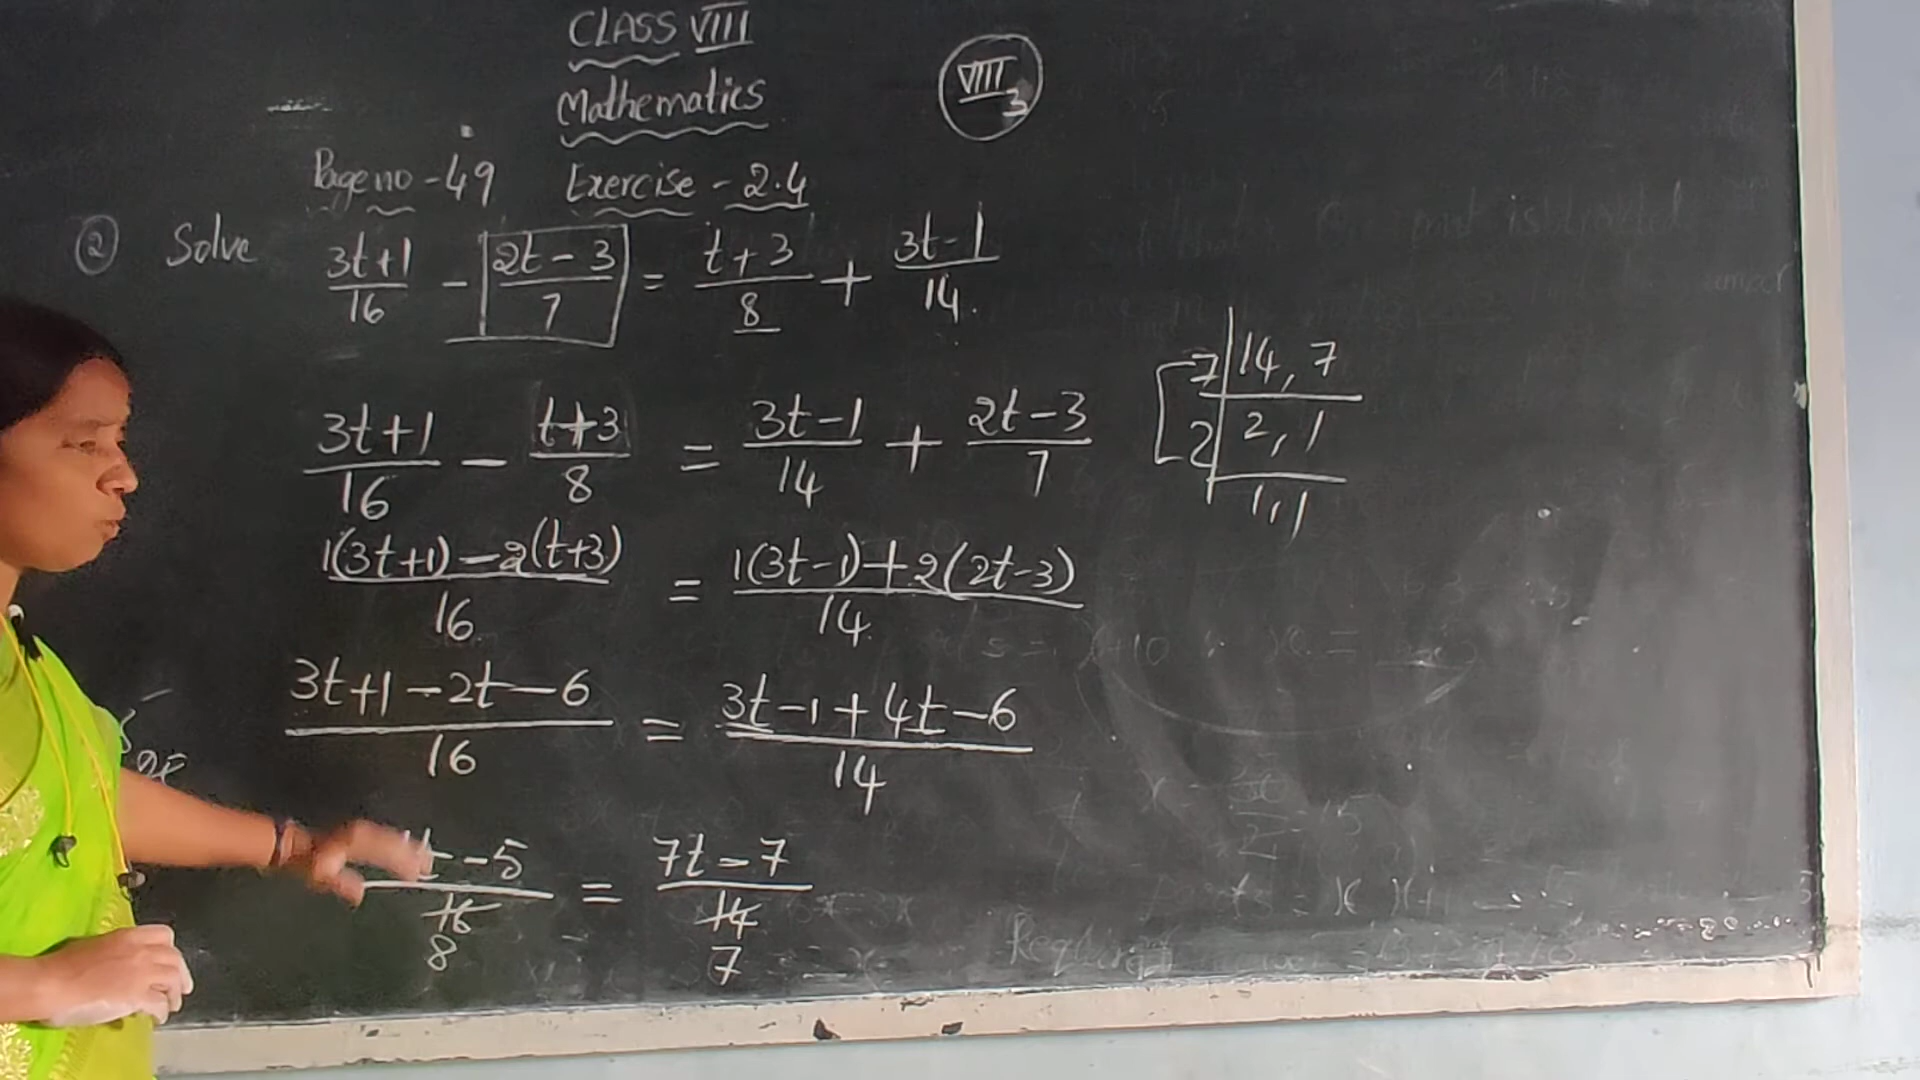 CLASS VIII
Mathematics
VIII 3
Page no - 49 Exercise - 2.4
② Solve (3t+1)/16 - (2t-3)/7 = (t+3)/8 + (3t-1)/14
(3t+1)/16 - (t+3)/8 = (3t-1)/14 + (2t-3)/7
7 | 14, 7
2 | 2, 1
1, 1
(1(3t+1)-2(t+3))/16 = (1(3t-1)+2(2t-3))/14
(3t+1-2t-6)/16 = (3t-1+4t-6)/14
t-5/16 = (7t-7)/14
8 7